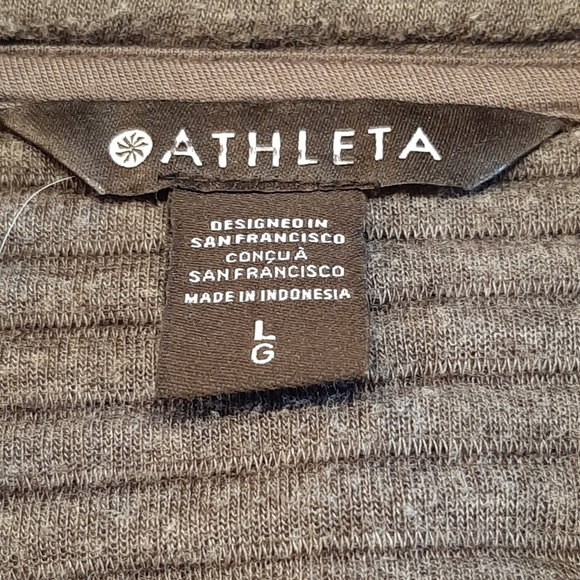 ATHLETA
DESIGNED IN
SAN FRANCISCO
CONÇU À
SAN FRANCISCO
MADE IN INDONESIA
L
G